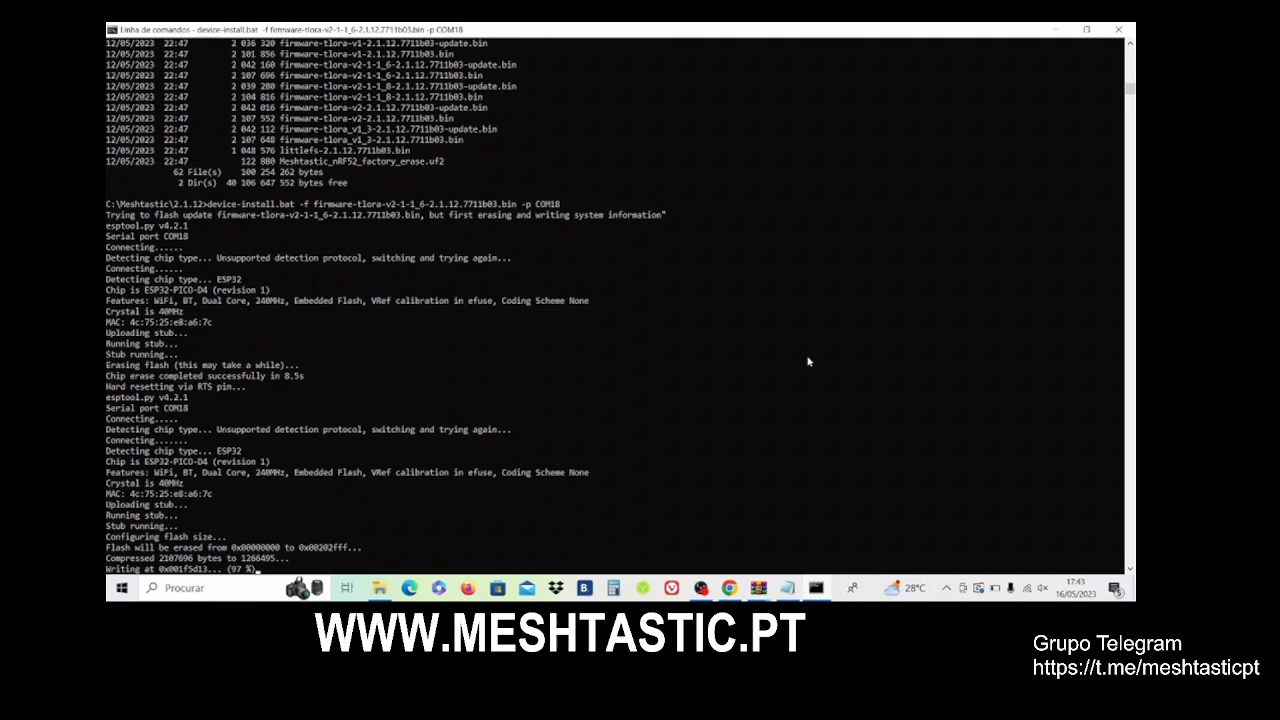 Linha de comandos - device-install.bat -f firmware-tlora-v2-1-1_6-2.1.12.7711b03.bin -p COM18
12/05/2023 22:47 2 036 320 firmware-tlora-v1-2.1.12.7711b03-update.bin
12/05/2023 22:47 2 101 856 firmware-tlora-v1-2.1.12.7711b03.bin
12/05/2023 22:47 2 042 160 firmware-tlora-v2-1-1_6-2.1.12.7711b03-update.bin
12/05/2023 22:47 2 107 696 firmware-tlora-v2-1-1_6-2.1.12.7711b03.bin
12/05/2023 22:47 2 039 280 firmware-tlora-v2-1-1_8-2.1.12.7711b03-update.bin
12/05/2023 22:47 2 104 816 firmware-tlora-v2-1-1_8-2.1.12.7711b03.bin
12/05/2023 22:47 2 042 016 firmware-tlora-v2-2.1.12.7711b03-update.bin
12/05/2023 22:47 2 107 552 firmware-tlora-v2-2.1.12.7711b03.bin
12/05/2023 22:47 2 042 112 firmware-tlora_v1_3-2.1.12.7711b03-update.bin
12/05/2023 22:47 2 107 648 firmware-tlora_v1_3-2.1.12.7711b03.bin
12/05/2023 22:47 1 048 576 littlefs-2.1.12.7711b03.bin
12/05/2023 22:47 122 880 Meshtastic_nRF52_factory_erase.uf2
62 File(s) 100 254 262 bytes
2 Dir(s) 40 106 647 552 bytes free
C:\Meshtastic\2.1.12>device-install.bat -f firmware-tlora-v2-1-1_6-2.1.12.7711b03.bin -p COM18
Trying to flash update firmware-tlora-v2-1-1_6-2.1.12.7711b03.bin, but first erasing and writing system information"
esptool.py v4.2.1
Serial port COM18
Connecting......
Detecting chip type... Unsupported detection protocol, switching and trying again...
Connecting......
Detecting chip type... ESP32
Chip is ESP32-PICO-D4 (revision 1)
Features: WiFi, BT, Dual Core, 240MHz, Embedded Flash, VRef calibration in efuse, Coding Scheme None
Crystal is 40MHz
MAC: 4c:75:25:e8:a6:7c
Uploading stub...
Running stub...
Stub running...
Erasing flash (this may take a while)...
Chip erase completed successfully in 8.5s
Hard resetting via RTS pin...
esptool.py v4.2.1
Serial port COM18
Connecting.....
Detecting chip type... Unsupported detection protocol, switching and trying again...
Connecting.......
Detecting chip type... ESP32
Chip is ESP32-PICO-D4 (revision 1)
Features: WiFi, BT, Dual Core, 240MHz, Embedded Flash, VRef calibration in efuse, Coding Scheme None
Crystal is 40MHz
MAC: 4c:75:25:e8:a6:7c
Uploading stub...
Running stub...
Stub running...
Configuring flash size...
Flash will be erased from 0x00000000 to 0x00202fff...
Compressed 2107696 bytes to 1266495...
Writing at 0x001f5d13... (97 %)
Procurar
28°C
17:43
16/05/2023
WWW.MESHTASTIC.PT
Grupo Telegram
https://t.me/meshtasticpt